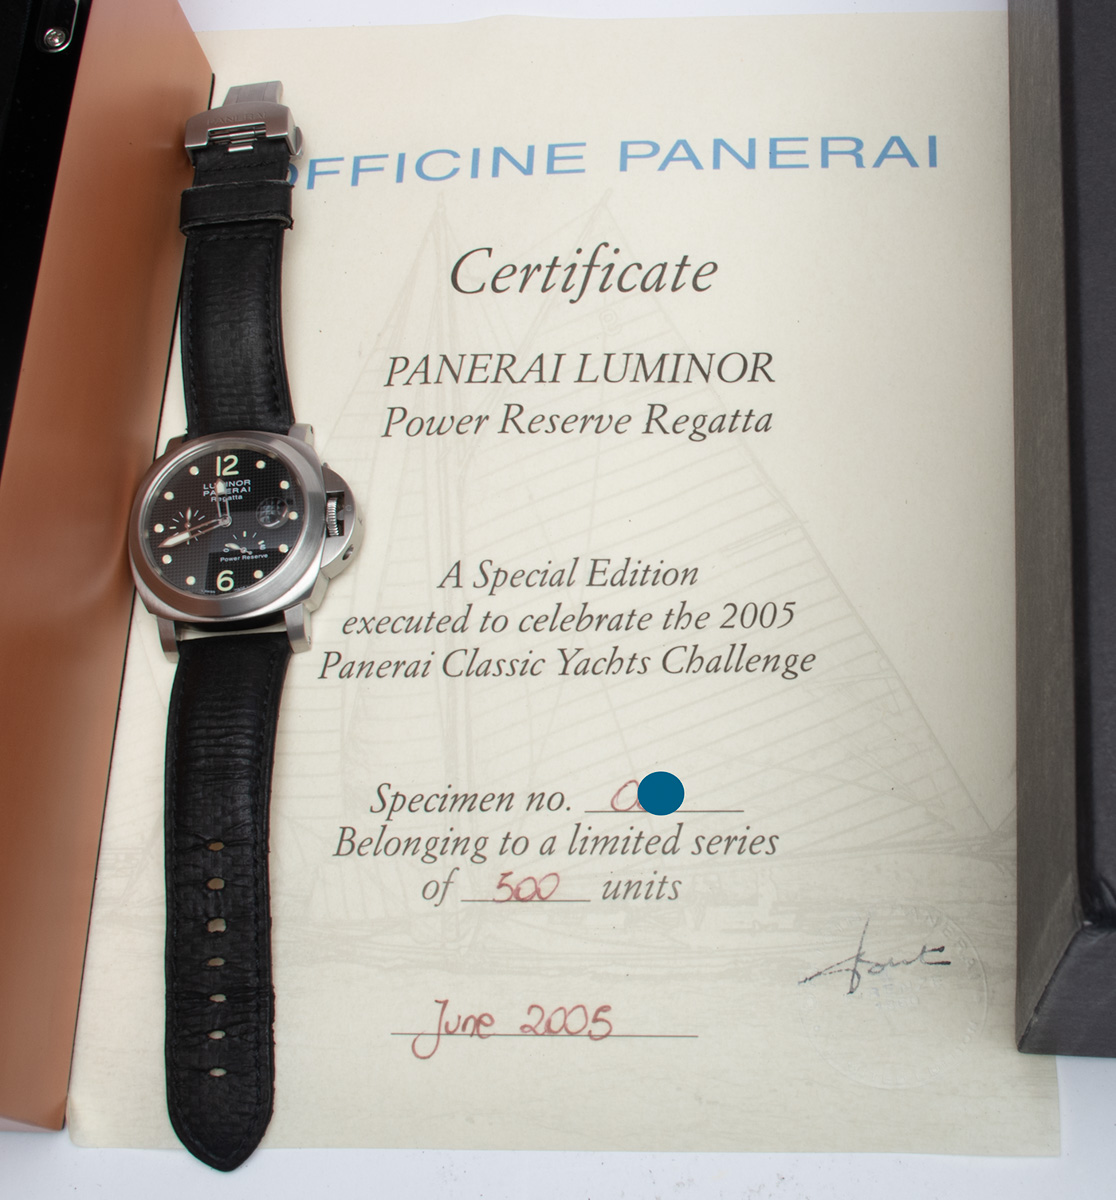 OFFICINE PANERAI
Certificate
PANERAI LUMINOR
Power Reserve Regatta
A Special Edition
executed to celebrate the 2005
Panerai Classic Yachts Challenge
Specimen no.
Belonging to a limited series
of 500 units
June 2005
12
LUMINOR
PANERAI
Regatta
Power Reserve
6
PANERAI